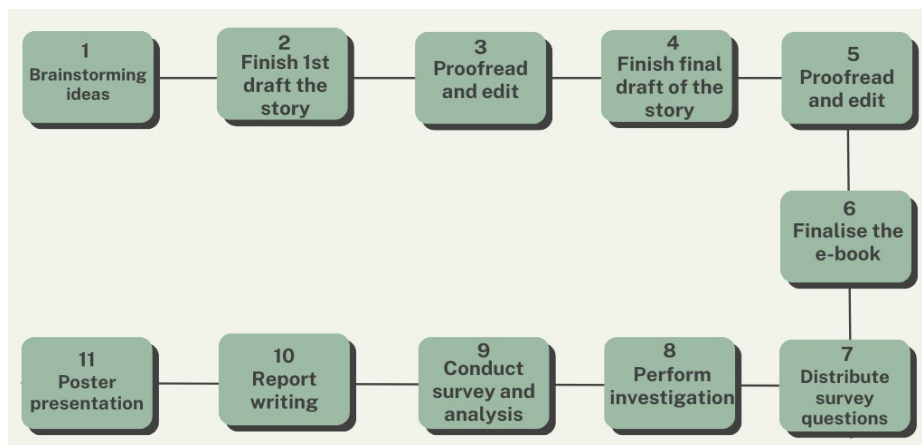 1
Brainstorming
ideas
2
Finish 1st
draft the
story
3
Proofread
and edit
4
Finish final
draft of the
story
5
Proofread
and edit
6
Finalise the
e-book
7
Distribute
survey
questions
8
Perform
investigation
9
Conduct
survey and
analysis
10
Report
writing
11
Poster
presentation